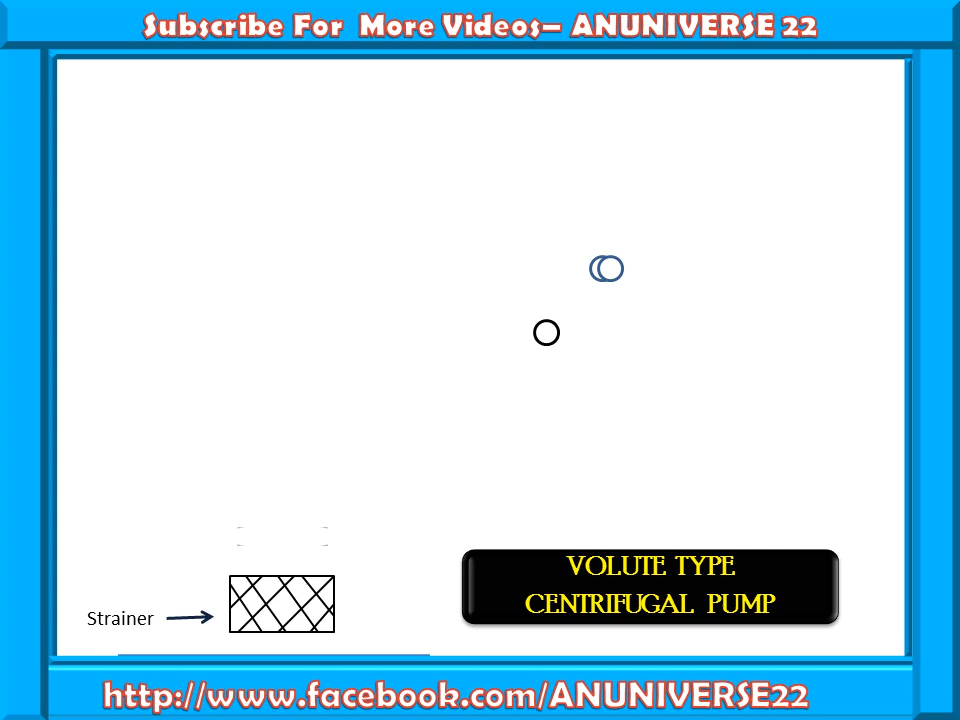 Subscribe For More Videos– ANUNIVERSE 22
Strainer
VOLUTE TYPE
CENTRIFUGAL PUMP
http://www.facebook.com/ANUNIVERSE22